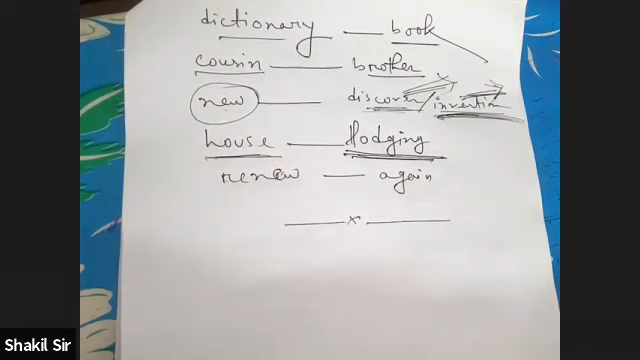 dictionary — book
cousin — brother
new — discover / invention
house — lodging
renew — again
— x —
Shakil Sir